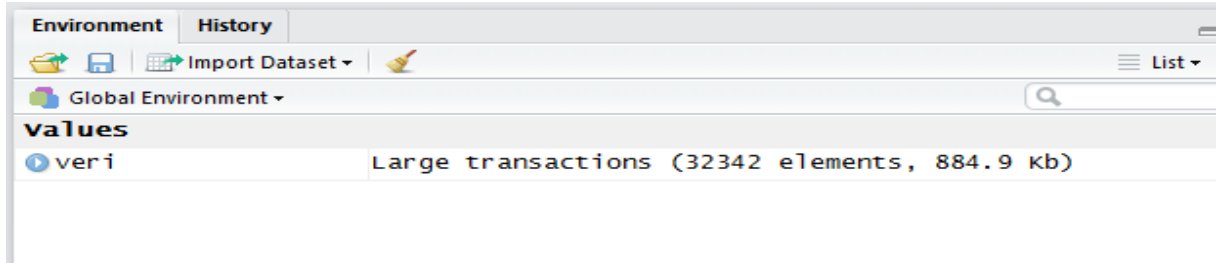 Environment History
Import Dataset List
Global Environment
Values
veri Large transactions (32342 elements, 884.9 Kb)